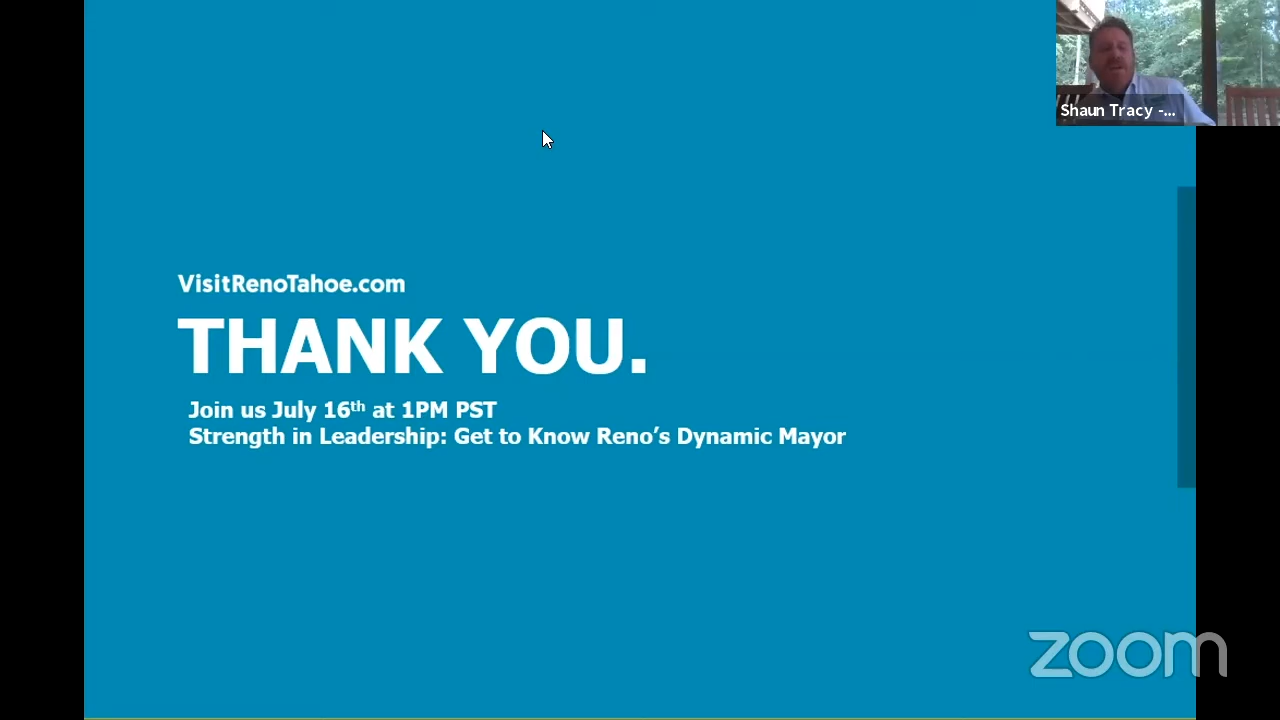 Shaun Tracy -...
VisitRenoTahoe.com
THANK YOU.
Join us July 16th at 1PM PST
Strength in Leadership: Get to Know Reno's Dynamic Mayor
zoom